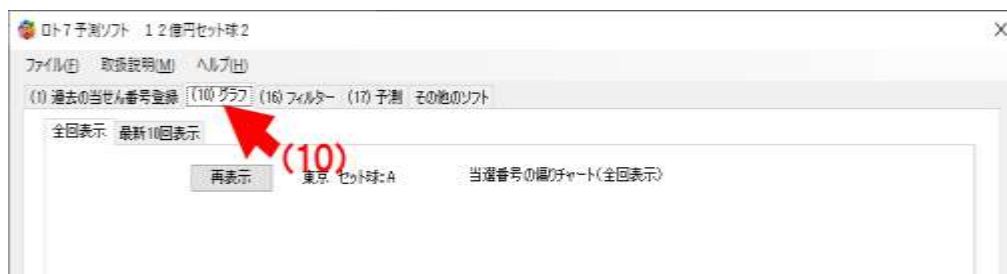 ロト7予測ソフト 12億円セット球2
ファイル(F) 取扱説明(M) ヘルプ(H)
(1) 過去の当せん番号登録 (10) グラフ (16) フィルター (17) 予測 その他のソフト
全回表示 最新10回表示
(10)
再表示 東京 セット球:A 当選番号の偏りチャート(全回表示)